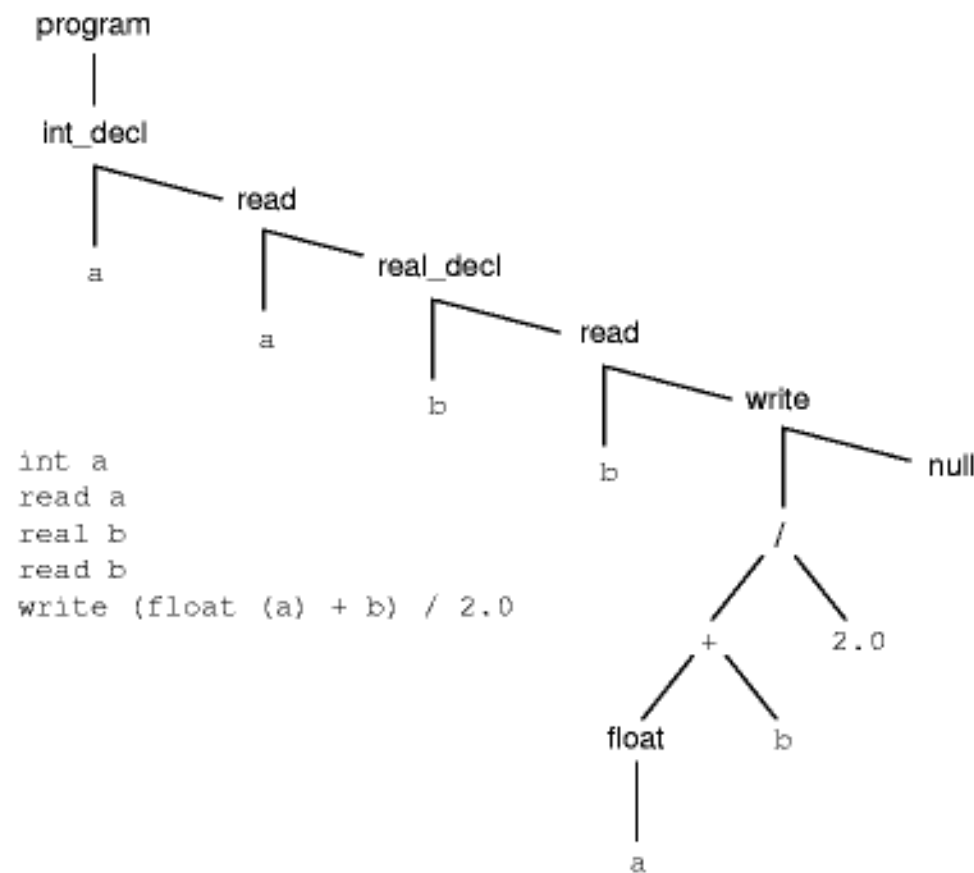 program
int_decl
read
a
real_decl
a
read
b
write
int a
b
null
read a
real b
/
read b
write (float (a) + b) / 2.0
+
2.0
float
b
a